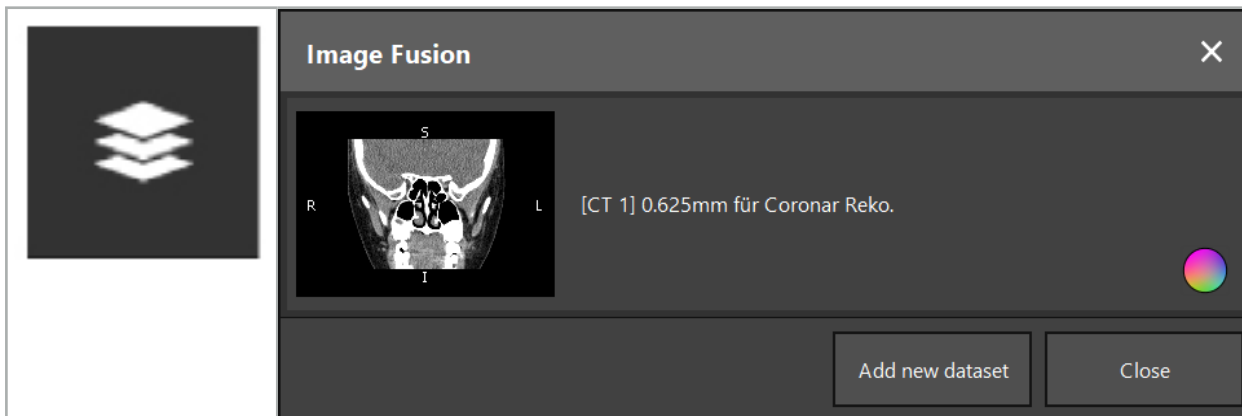 Image Fusion
S
R
L
[CT 1] 0.625mm für Coronar Reko.
I
Add new dataset
Close